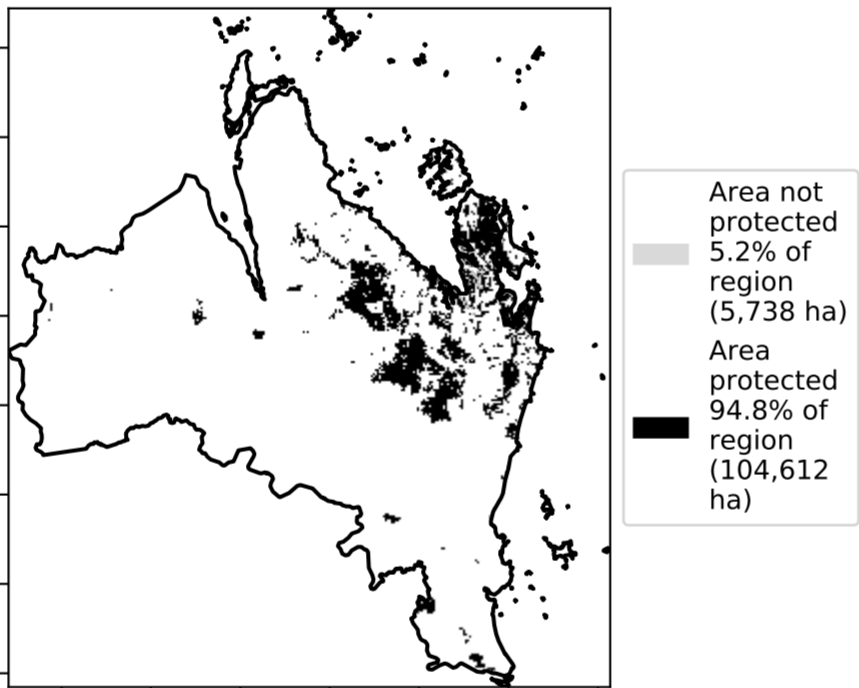 Area not
protected
5.2% of
region
(5,738 ha)
Area
protected
94.8% of
region
(104,612
ha)